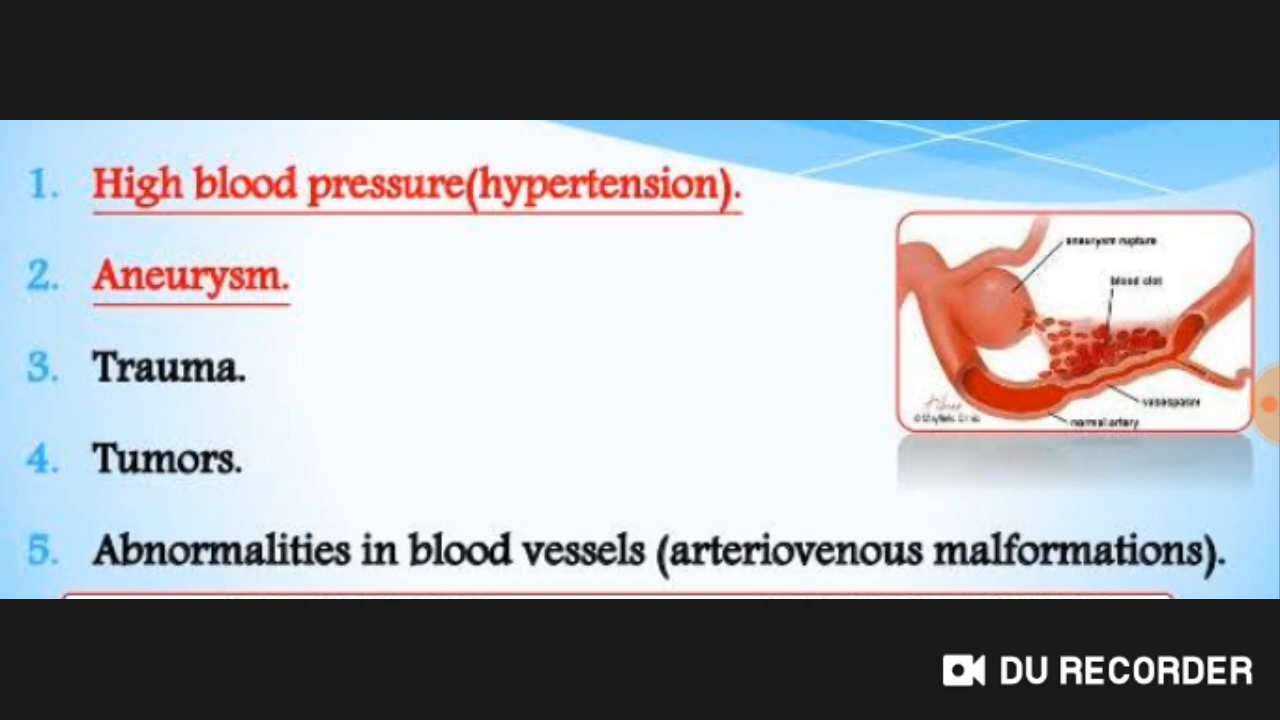 1. High blood pressure(hypertension).
2. Aneurysm.
3. Trauma.
4. Tumors.
5. Abnormalities in blood vessels (arteriovenous malformations).
aneurysm rupture
blood clot
vasospasm
normal artery
DU RECORDER